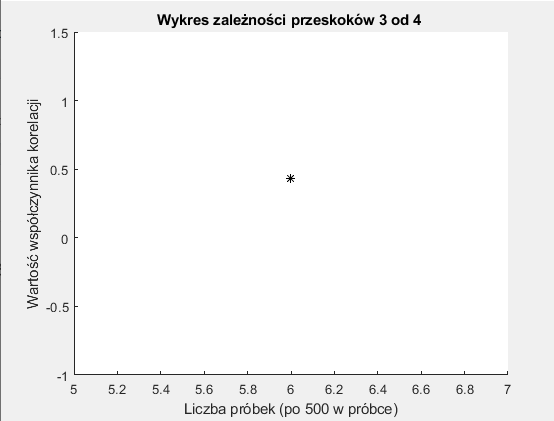 Wykres zależności przeskoków 3 od 4
1.5
1
0.5
0
-0.5
-1
Wartość współczynnika korelacji
5 5.2 5.4 5.6 5.8 6 6.2 6.4 6.6 6.8 7
Liczba próbek (po 500 w próbce)